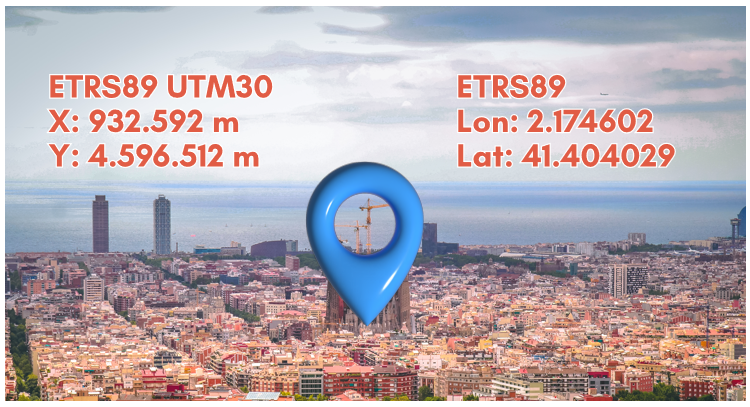 ETRS89 UTM30
X: 932.592 m
Y: 4.596.512 m
ETRS89
Lon: 2.174602
Lat: 41.404029